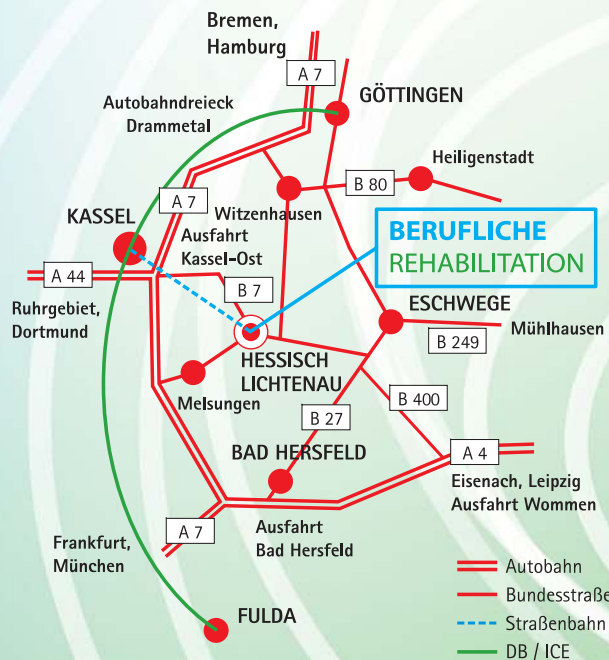 Bremen,
Hamburg
A 7
GÖTTINGEN
Autobahndreieck
Drammetal
Heiligenstadt
B 80
A 7
Witzenhausen
KASSEL
Ausfahrt
Kassel-Ost
BERUFLICHE
REHABILITATION
A 44
B 7
Ruhrgebiet,
Dortmund
ESCHWEGE
Mühlhausen
B 249
HESSISCH
LICHTENAU
Melsungen
B 400
B 27
BAD HERSFELD
A 4
Eisenach, Leipzig
Ausfahrt Wommen
A 7
Ausfahrt
Bad Hersfeld
Frankfurt,
München
FULDA
Autobahn
Bundesstraße
Straßenbahn
DB / ICE